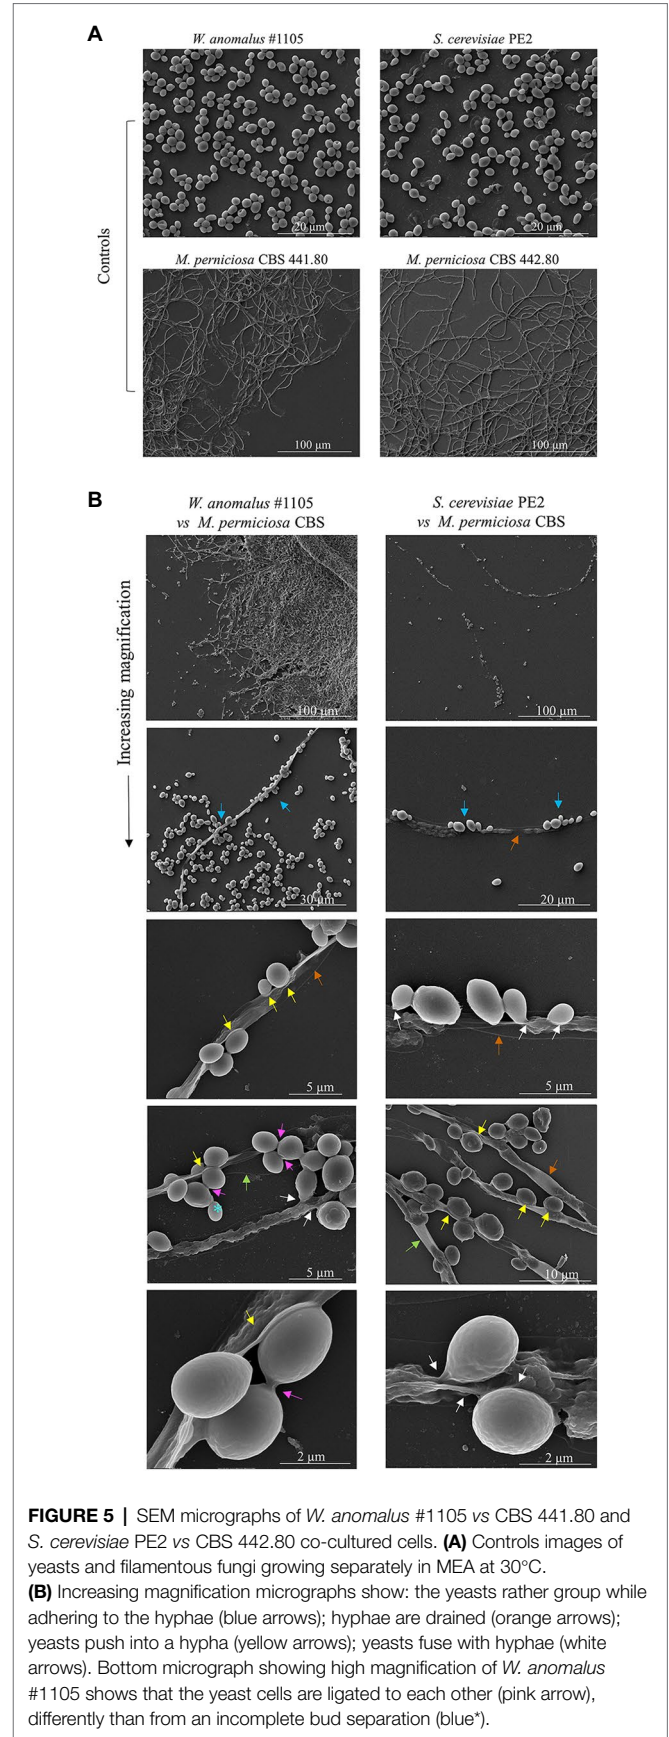 A
W. anomalus #1105
S. cerevisiae PE2
Controls
20 µm
20 µm
M. perniciosa CBS 441.80
M. perniciosa CBS 442.80
100 µm
100 µm
B
W. anomalus #1105
vs M. permiciosa CBS
S. cerevisiae PE2
vs M. permiciosa CBS
Increasing magnification
100 µm
100 µm
30 µm
20 µm
5 µm
5 µm
*
5 µm
10 µm
2 µm
2 µm
FIGURE 5 | SEM micrographs of W. anomalus #1105 vs CBS 441.80 and
S. cerevisiae PE2 vs CBS 442.80 co-cultured cells. (A) Controls images of
yeasts and filamentous fungi growing separately in MEA at 30°C.
(B) Increasing magnification micrographs show: the yeasts rather group while
adhering to the hyphae (blue arrows); hyphae are drained (orange arrows);
yeasts push into a hypha (yellow arrows); yeasts fuse with hyphae (white
arrows). Bottom micrograph showing high magnification of W. anomalus
#1105 shows that the yeast cells are ligated to each other (pink arrow),
differently than from an incomplete bud separation (blue*).